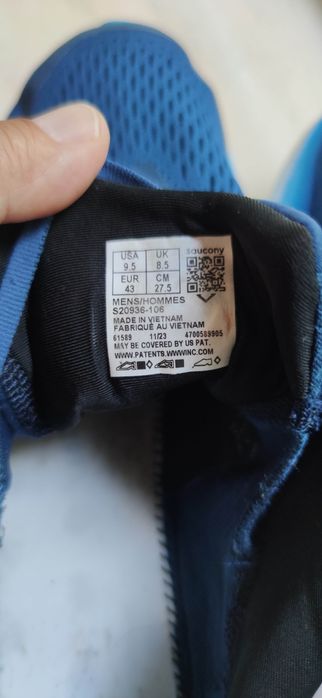 saucony
USA UK
9.5 8.5
EUR CM
43 27.5
MENS/HOMMES
S20936-106
MADE IN VIETNAM
FABRIQUÉ AU VIETNAM
61589 11/23 4700589905
MAY BE COVERED BY US PAT.
WWW.PATENTS.WWWINC.COM